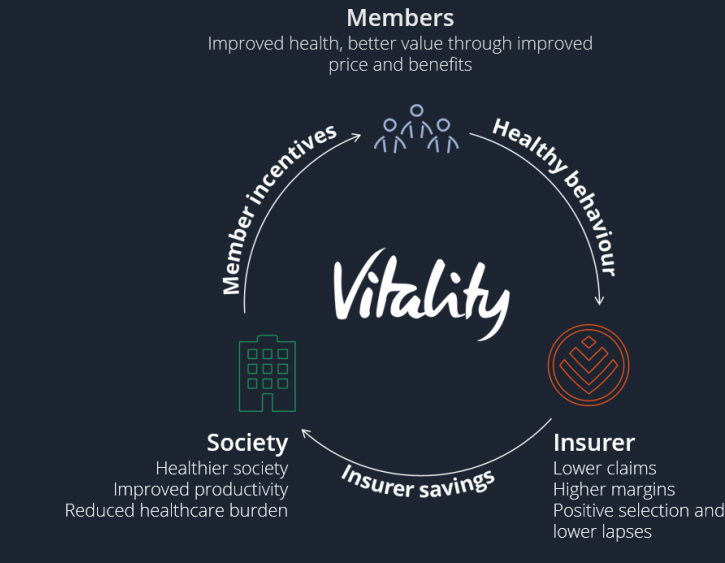 Members
Improved health, better value through improved
price and benefits
Member incentives
Healthy behaviour
Vitality
Society
Healthier society
Improved productivity
Reduced healthcare burden
Insurer savings
Insurer
Lower claims
Higher margins
Positive selection and
lower lapses